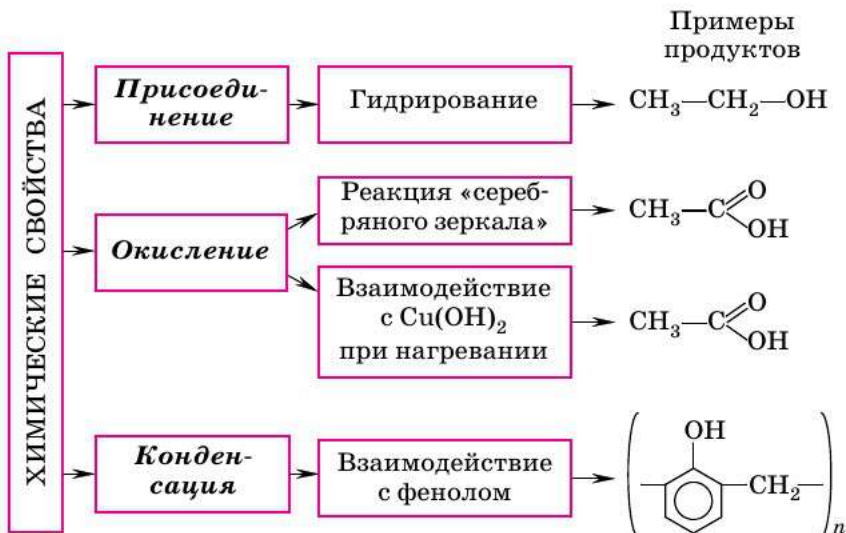 Примеры
продуктов
ХИМИЧЕСКИЕ СВОЙСТВА
Присоеди-
нение
Гидрирование
CH₃—CH₂—OH
Окисление
Реакция «сереб-
ряного зеркала»
CH₃—C
O
OH
Взаимодействие
с Cu(OH)₂
при нагревании
CH₃—C
O
OH
Конден-
сация
Взаимодействие
с фенолом
OH
—CH₂—
n